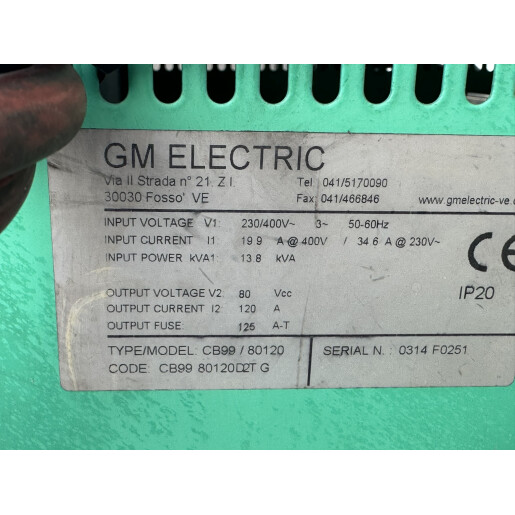 GM ELECTRIC
Via II Strada n° 21 Z I. Tel 041/5170090
30030 Fosso' VE Fax 041/466846 www.gmelectric-ve.
INPUT VOLTAGE V1: 230/400V~ 3~ 50-60Hz
INPUT CURRENT I1 19.9 A @ 400V / 34.6 A @ 230V~
INPUT POWER kVA1: 13.8 kVA
OUTPUT VOLTAGE V2: 80 Vcc
OUTPUT CURRENT I2: 120 A
OUTPUT FUSE: 125 A-T
CE
IP20
TYPE/MODEL: CB99 / 80120 SERIAL N. : 0314 F0251
CODE: CB99 80120D2T G